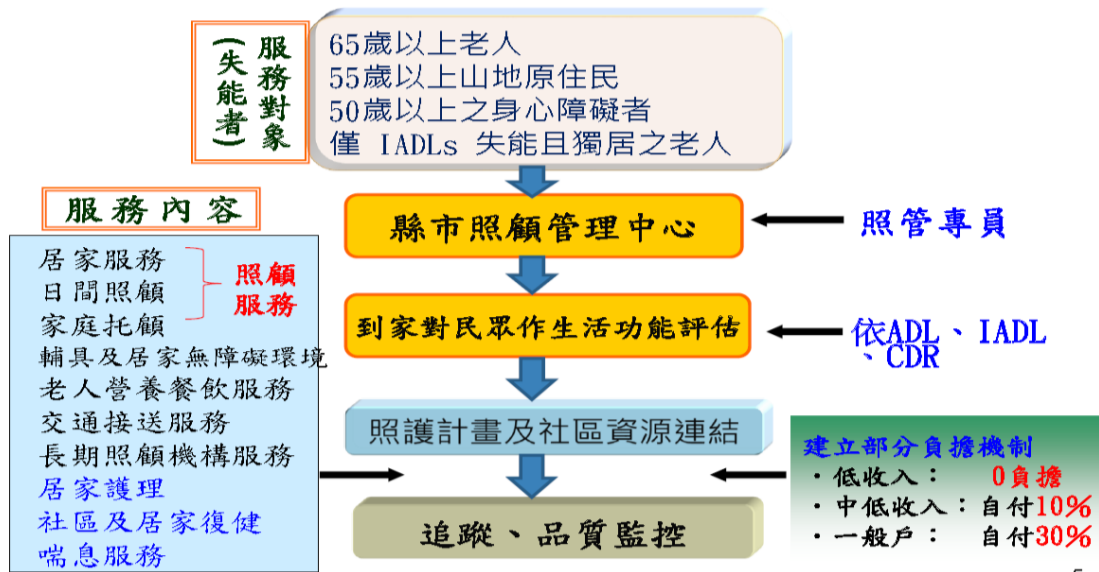 服務對象
(失能者)
65歲以上老人
55歲以上山地原住民
50歲以上之身心障礙者
僅 IADLs 失能且獨居之老人
縣市照顧管理中心
照管專員
到家對民眾作生活功能評估
依ADL、IADL
、CDR
照護計畫及社區資源連結
追蹤、品質監控
服務內容
居家服務
日間照顧
家庭托顧
照顧
服務
輔具及居家無障礙環境
老人營養餐飲服務
交通接送服務
長期照顧機構服務
居家護理
社區及居家復健
喘息服務
建立部分負擔機制
·低收入： 0負擔
·中低收入：自付10%
·一般戶： 自付30%